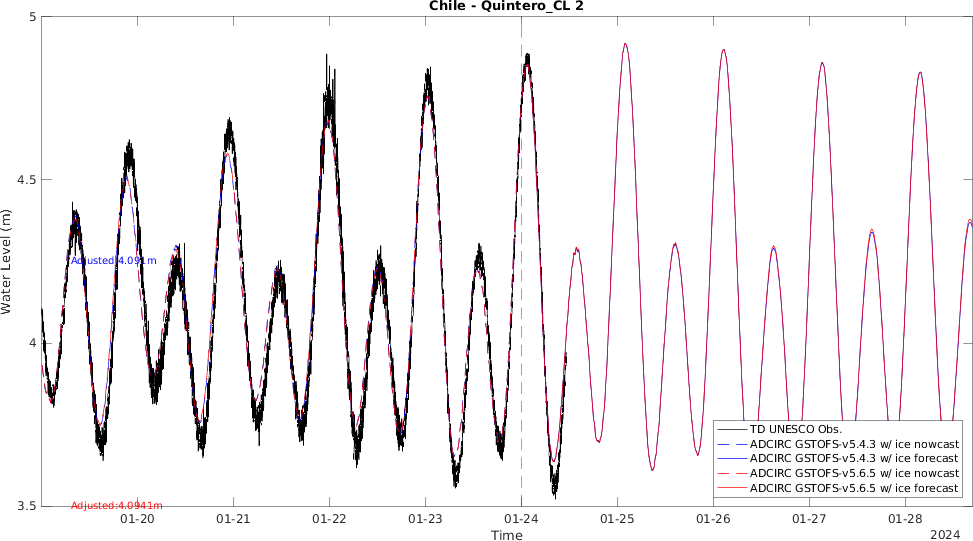 Chile - Quintero_CL 2
5
4.5
4
3.5
Water Level (m)
Adjusted:4.091m
Adjusted:4.0941m
TD UNESCO Obs.
ADCIRC GSTOFS-v5.4.3 w/ ice nowcast
ADCIRC GSTOFS-v5.4.3 w/ ice forecast
ADCIRC GSTOFS-v5.6.5 w/ ice nowcast
ADCIRC GSTOFS-v5.6.5 w/ ice forecast
01-20 01-21 01-22 01-23 01-24 01-25 01-26 01-27 01-28
Time
2024